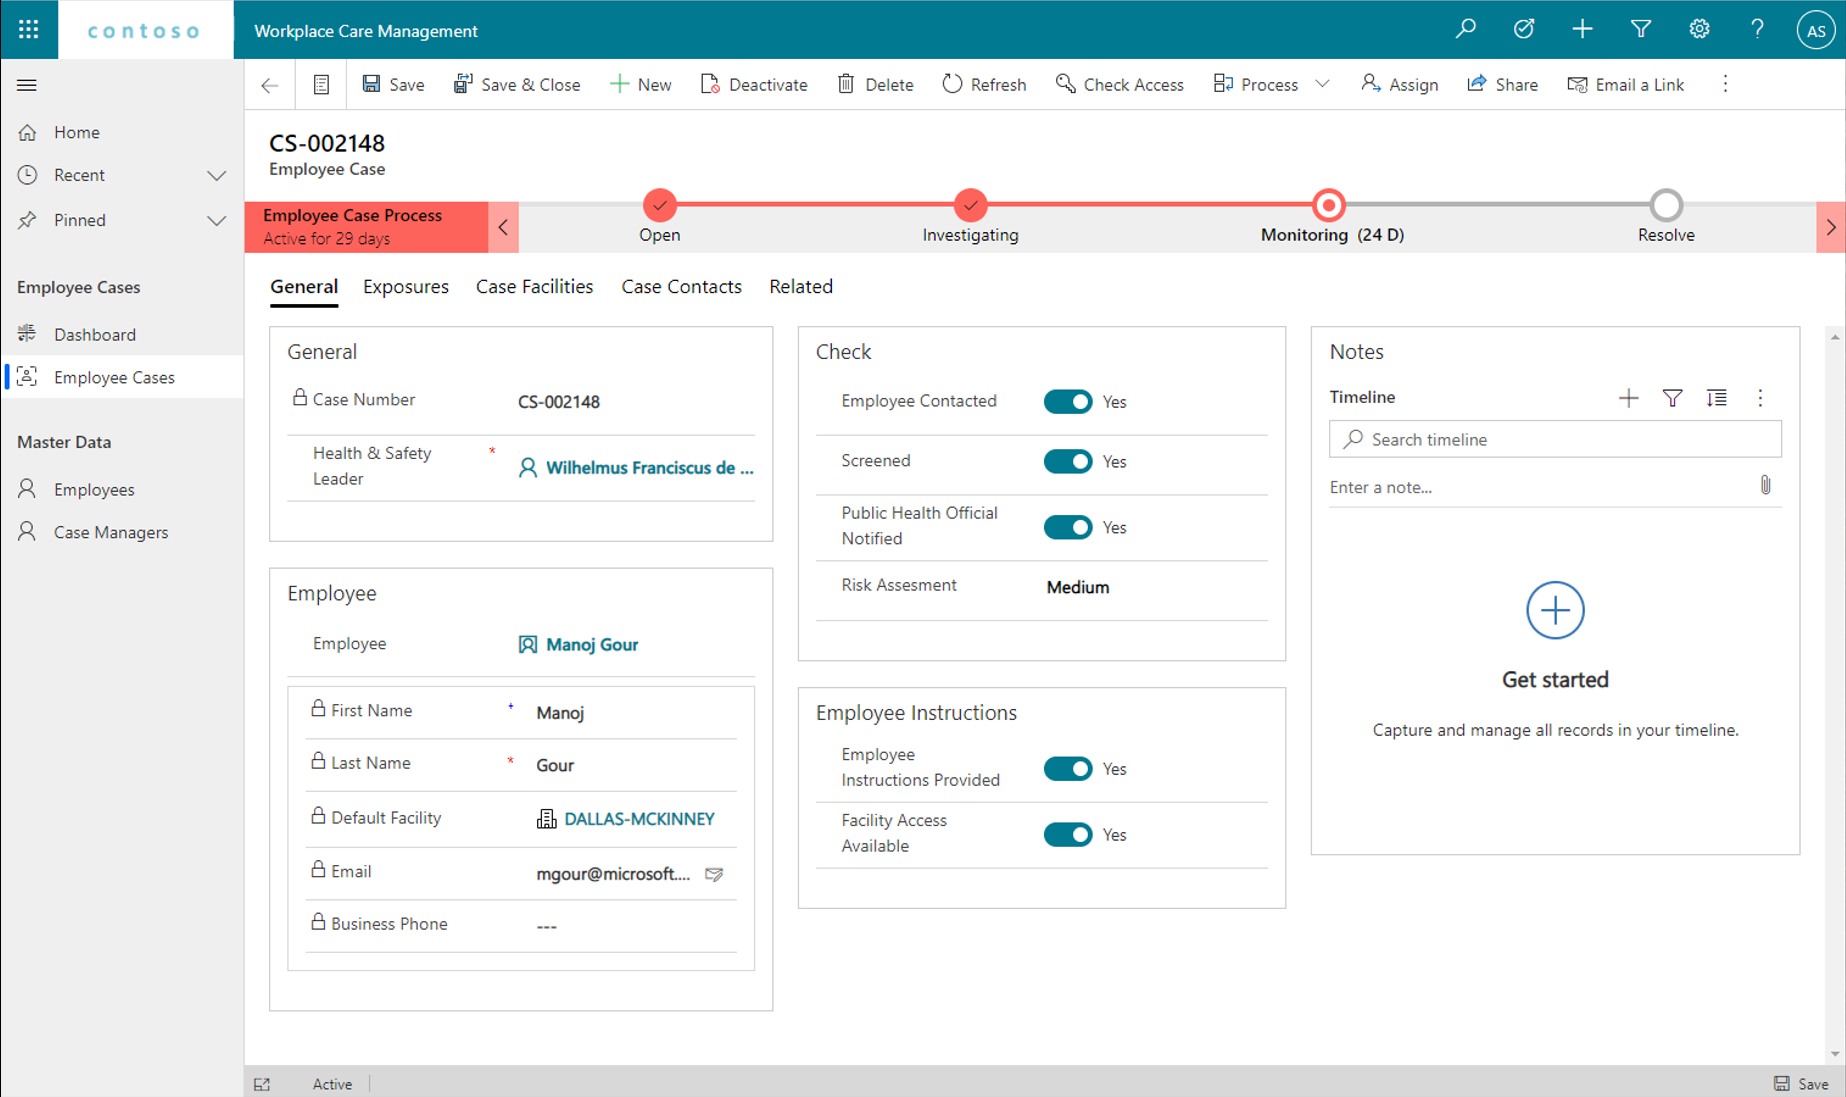 contoso
Workplace Care Management
AS
Save
Save & Close
New
Deactivate
Delete
Refresh
Check Access
Process
Assign
Share
Email a Link
Home
Recent
Pinned
Employee Cases
Dashboard
Employee Cases
Master Data
Employees
Case Managers
CS-002148
Employee Case
Employee Case Process
Active for 29 days
Open
Investigating
Monitoring (24 D)
Resolve
General
Exposures
Case Facilities
Case Contacts
Related
General
Case Number
CS-002148
Health & Safety
Leader
*
Wilhelmus Franciscus de ...
Employee
Employee
Manoj Gour
First Name
+
Manoj
Last Name
*
Gour
Default Facility
DALLAS-MCKINNEY
Email
mgour@microsoft....
Business Phone
---
Check
Employee Contacted
Yes
Screened
Yes
Public Health Official
Notified
Yes
Risk Assesment
Medium
Employee Instructions
Employee
Instructions Provided
Yes
Facility Access
Available
Yes
Notes
Timeline
Search timeline
Enter a note...
Get started
Capture and manage all records in your timeline.
Active
Save